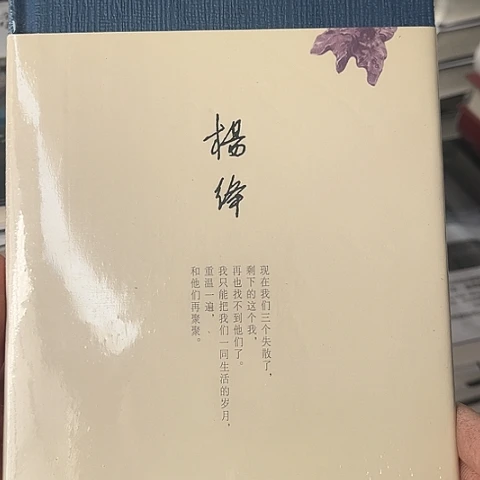 楊
绛
现在我们三个失散了，
剩下的这个我，
再也找不到他们了。
我只能把我们一同生活的岁月，
重温一遍，
和他们再聚聚。